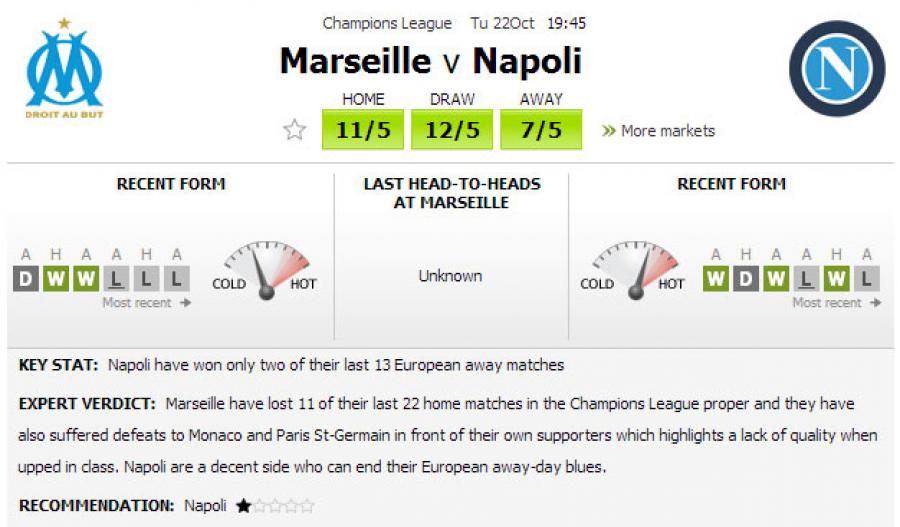 Champions League Tu 22Oct 19:45
Marseille v Napoli
DROIT AU BUT
N
HOME DRAW AWAY
11/5 12/5 7/5 More markets
RECENT FORM
A H A A H A
D W W L L L
Most recent
COLD HOT
LAST HEAD-TO-HEADS
AT MARSEILLE
Unknown
RECENT FORM
COLD HOT
A H A A H A
W D W L W L
Most recent
KEY STAT: Napoli have won only two of their last 13 European away matches
EXPERT VERDICT: Marseille have lost 11 of their last 22 home matches in the Champions League proper and they have
also suffered defeats to Monaco and Paris St-Germain in front of their own supporters which highlights a lack of quality when
upped in class. Napoli are a decent side who can end their European away-day blues.
RECOMMENDATION: Napoli